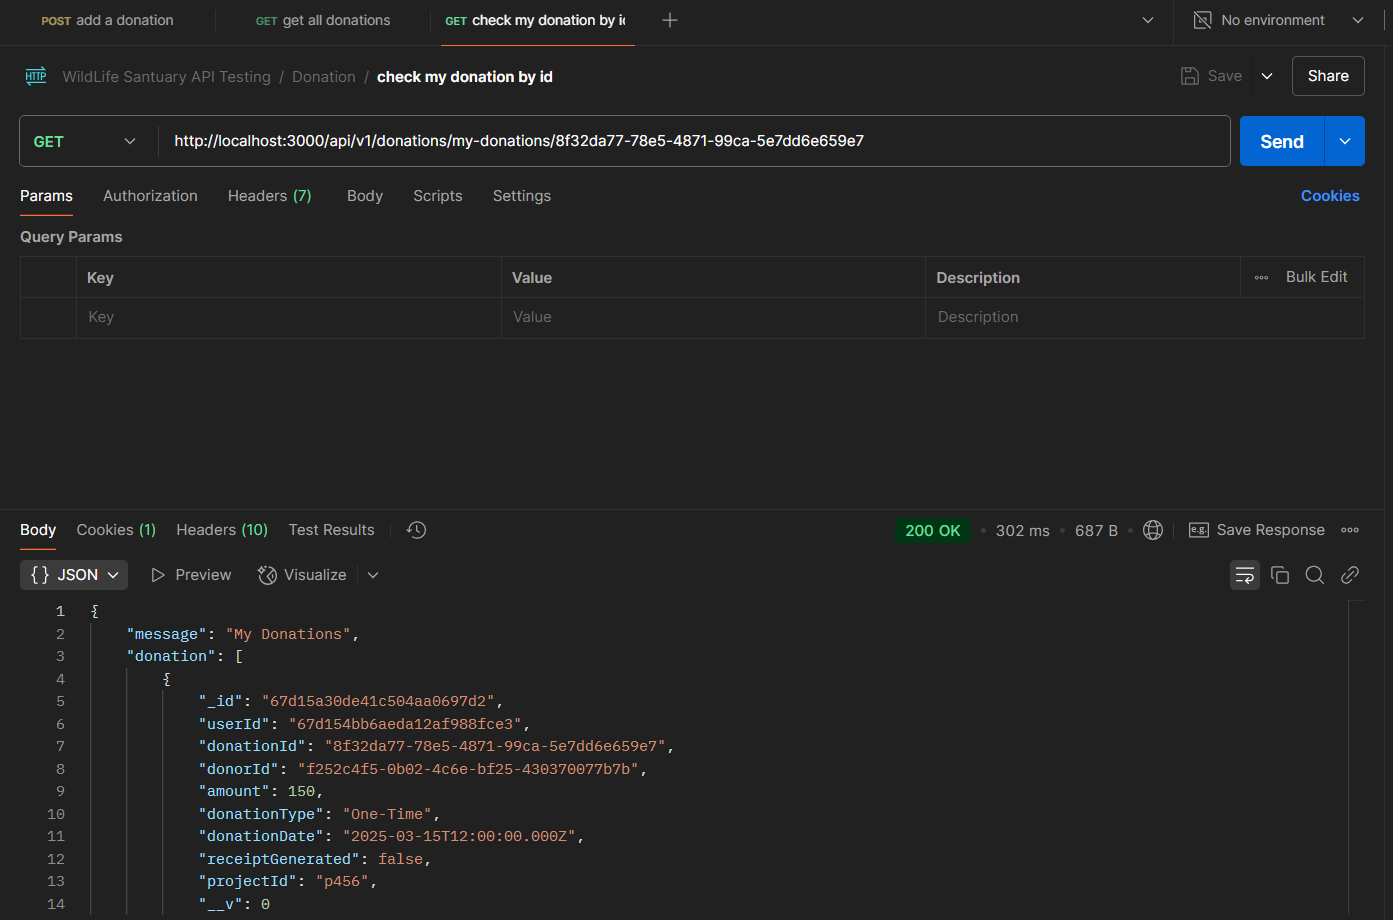 POST add a donation GET get all donations GET check my donation by id No environment
HTTP WildLife Santuary API Testing / Donation / check my donation by id Save Share
GET http://localhost:3000/api/v1/donations/my-donations/8f32da77-78e5-4871-99ca-5e7dd6e659e7 Send
Params Authorization Headers (7) Body Scripts Settings Cookies
Query Params
Key Value Description Bulk Edit
Key Value Description
Body Cookies (1) Headers (10) Test Results 200 OK • 302 ms • 687 B • e.g. Save Response
{} JSON Preview Visualize
1 {
2 "message": "My Donations",
3 "donation": [
4 {
5 "_id": "67d15a30de41c504aa0697d2",
6 "userId": "67d154bb6aeda12af988fce3",
7 "donationId": "8f32da77-78e5-4871-99ca-5e7dd6e659e7",
8 "donorId": "f252c4f5-0b02-4c6e-bf25-430370077b7b",
9 "amount": 150,
10 "donationType": "One-Time",
11 "donationDate": "2025-03-15T12:00:00.000Z",
12 "receiptGenerated": false,
13 "projectId": "p456",
14 "__v": 0